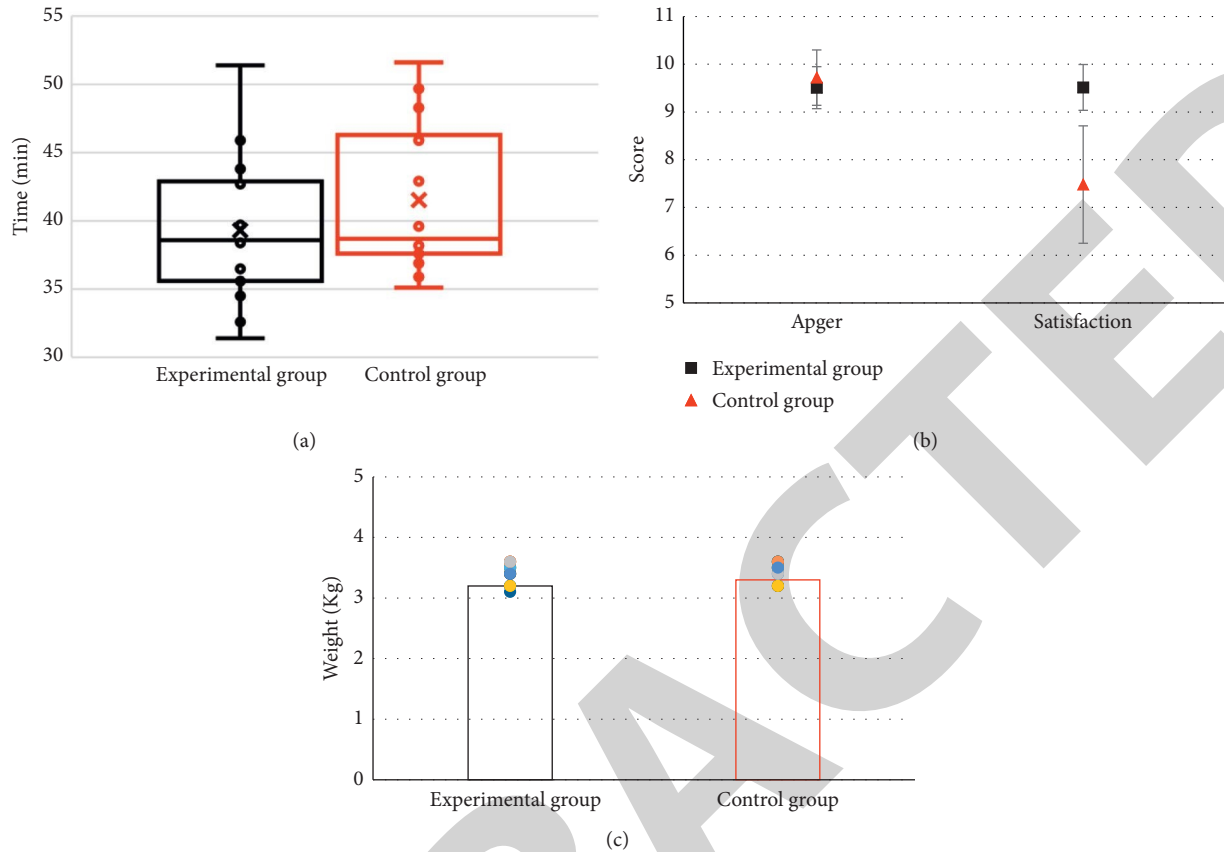 55
50
45
40
35
30
Time (min)
Experimental group
Control group
(a)
11
10
9
8
7
6
5
Score
Apger
Satisfaction
Experimental group
Control group
(b)
5
4
3
2
1
0
Weight (Kg)
Experimental group
Control group
(c)
RACTED